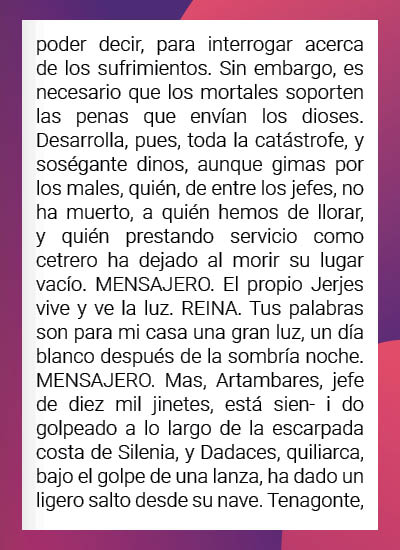 poder decir, para interrogar acerca
de los sufrimientos. Sin embargo, es
necesario que los mortales soporten
las penas que envían los dioses.
Desarrolla, pues, toda la catástrofe, y
soségante dinos, aunque gimas por
los males, quién, de entre los jefes, no
ha muerto, a quién hemos de llorar,
y quién prestando servicio como
cetrero ha dejado al morir su lugar
vacío. MENSAJERO. El propio Jerjes
vive y ve la luz. REINA. Tus palabras
son para mi casa una gran luz, un día
blanco después de la sombría noche.
MENSAJERO. Mas, Artambares, jefe
de diez mil jinetes, está sien- i do
golpeado a lo largo de la escarpada
costa de Silenia, y Dadaces, quiliarca,
bajo el golpe de una lanza, ha dado un
ligero salto desde su nave. Tenagonte,